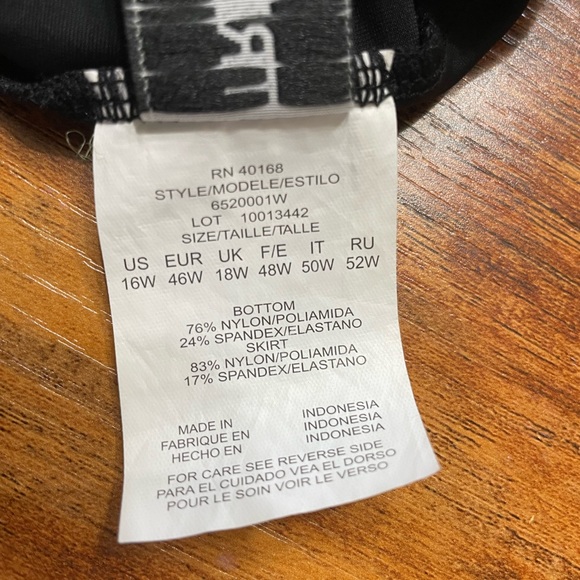 RN 40168
STYLE/MODELE/ESTILO
6520001W
LOT 10013442
SIZE/TAILLE/TALLE
US EUR UK F/E IT RU
16W 46W 18W 48W 50W 52W
BOTTOM
76% NYLON/POLIAMIDA
24% SPANDEX/ELASTANO
SKIRT
83% NYLON/POLIAMIDA
17% SPANDEX/ELASTANO
MADE IN INDONESIA
FABRIQUE EN INDONESIA
HECHO EN INDONESIA
FOR CARE SEE REVERSE SIDE
PARA EL CUIDADO VEA EL DORSO
POUR LE SOIN VOIR LE VERSO